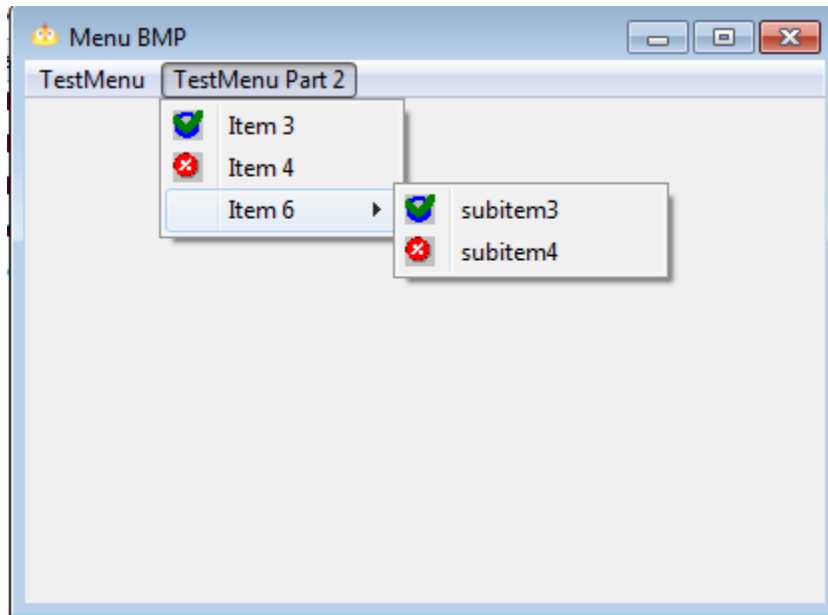 Menu BMP
TestMenu TestMenu Part 2
Item 3
Item 4
Item 6 subitem3
subitem4